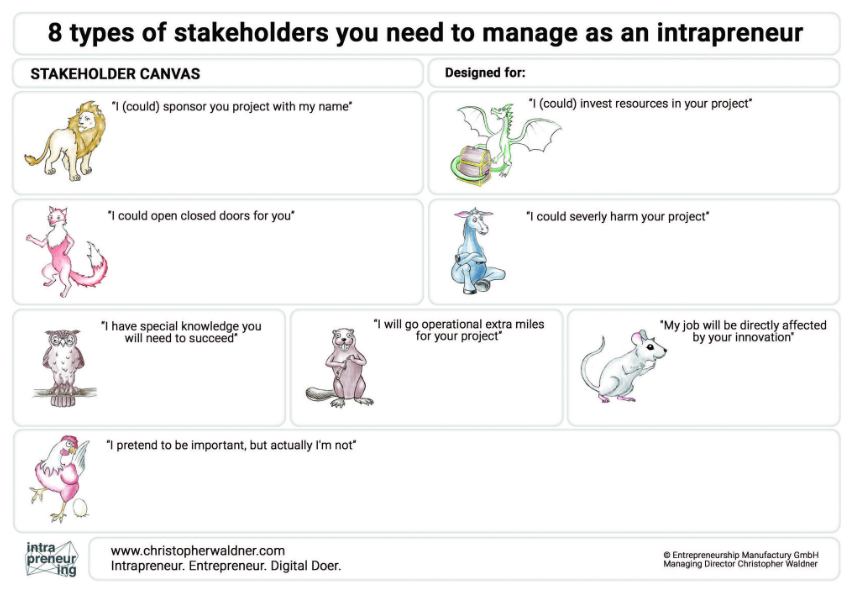 8 types of stakeholders you need to manage as an intrapreneur
STAKEHOLDER CANVAS
Designed for:
"I (could) sponsor you project with my name"
"I (could) invest resources in your project"
"I could open closed doors for you"
"I could severly harm your project"
"I have special knowledge you
will need to succeed"
"I will go operational extra miles
for your project"
"My job will be directly affected
by your innovation"
"I pretend to be important, but actually I'm not"
intra
preneur
ing
www.christopherwaldner.com
Intrapreneur. Entrepreneur. Digital Doer.
© Entrepreneurship Manufactury GmbH
Managing Director Christopher Waldner